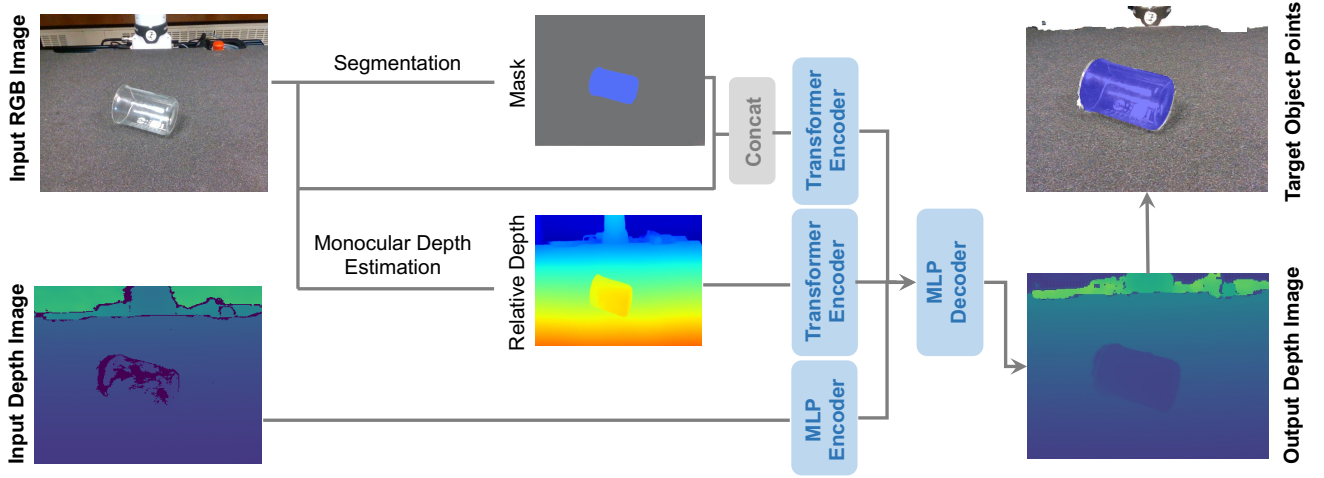 Input RGB Image
Segmentation
Mask
Concat
Transformer
Encoder
Target Object Points
Monocular Depth
Estimation
Relative Depth
Transformer
Encoder
MLP
Decoder
Input Depth Image
MLP
Encoder
Output Depth Image